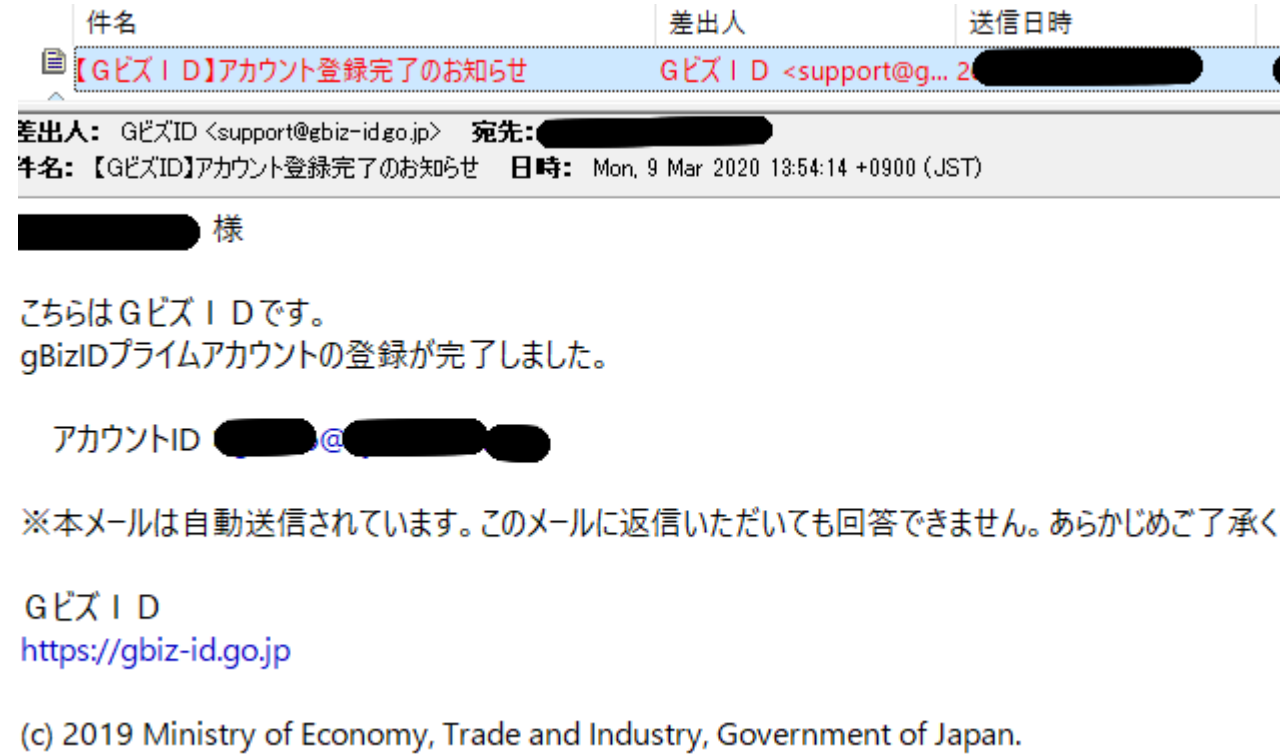 件名 差出人 送信日時
【GビズID】アカウント登録完了のお知らせ GビズID <support@g... 2
差出人: GビズID <support@gbiz-id.go.jp> 宛先:
件名: 【GビズID】アカウント登録完了のお知らせ 日時: Mon, 9 Mar 2020 13:54:14 +0900 (JST)
様
こちらはGビズIDです。
gBizIDプライムアカウントの登録が完了しました。
アカウントID @
※本メールは自動送信されています。このメールに返信いただいても回答できません。あらかじめご了承く
GビズID
https://gbiz-id.go.jp
(c) 2019 Ministry of Economy, Trade and Industry, Government of Japan.